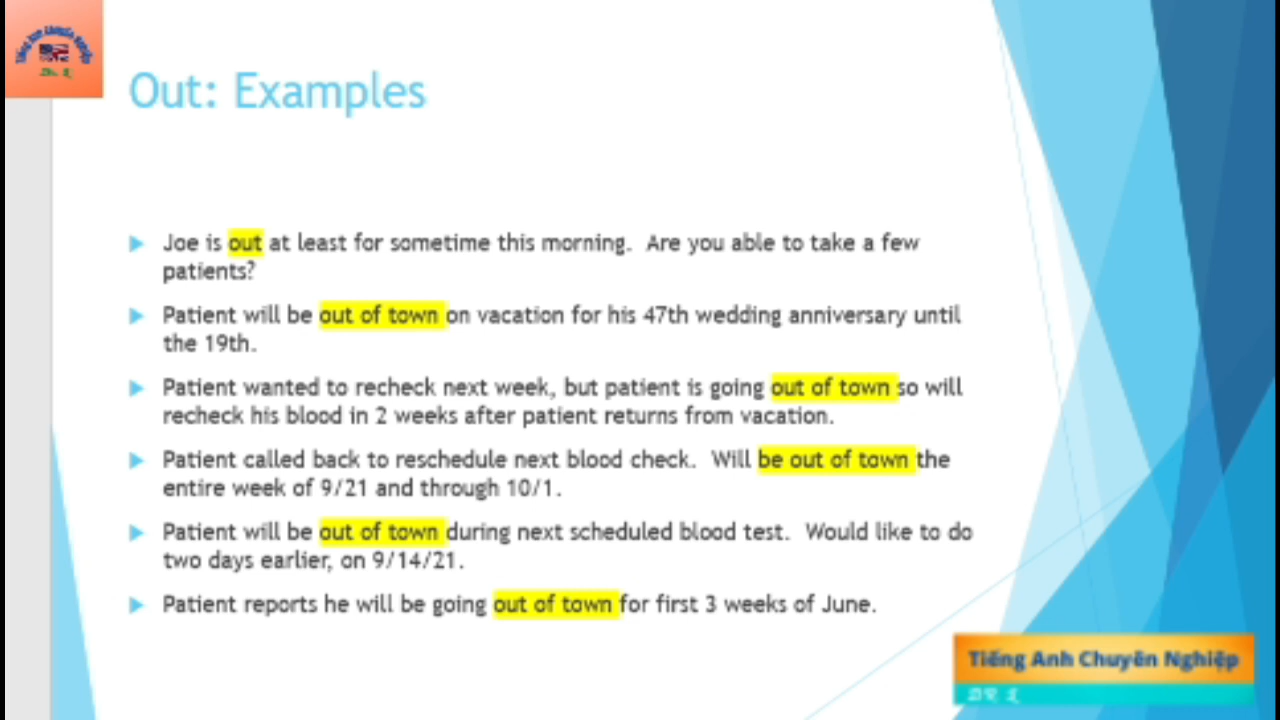 Tiếng Anh Chuyên Nghiệp
Out: Examples
Joe is out at least for sometime this morning. Are you able to take a few
patients?
Patient will be out of town on vacation for his 47th wedding anniversary until
the 19th.
Patient wanted to recheck next week, but patient is going out of town so will
recheck his blood in 2 weeks after patient returns from vacation.
Patient called back to reschedule next blood check. Will be out of town the
entire week of 9/21 and through 10/1.
Patient will be out of town during next scheduled blood test. Would like to do
two days earlier, on 9/14/21.
Patient reports he will be going out of town for first 3 weeks of June.
Tiếng Anh Chuyên Nghiệp